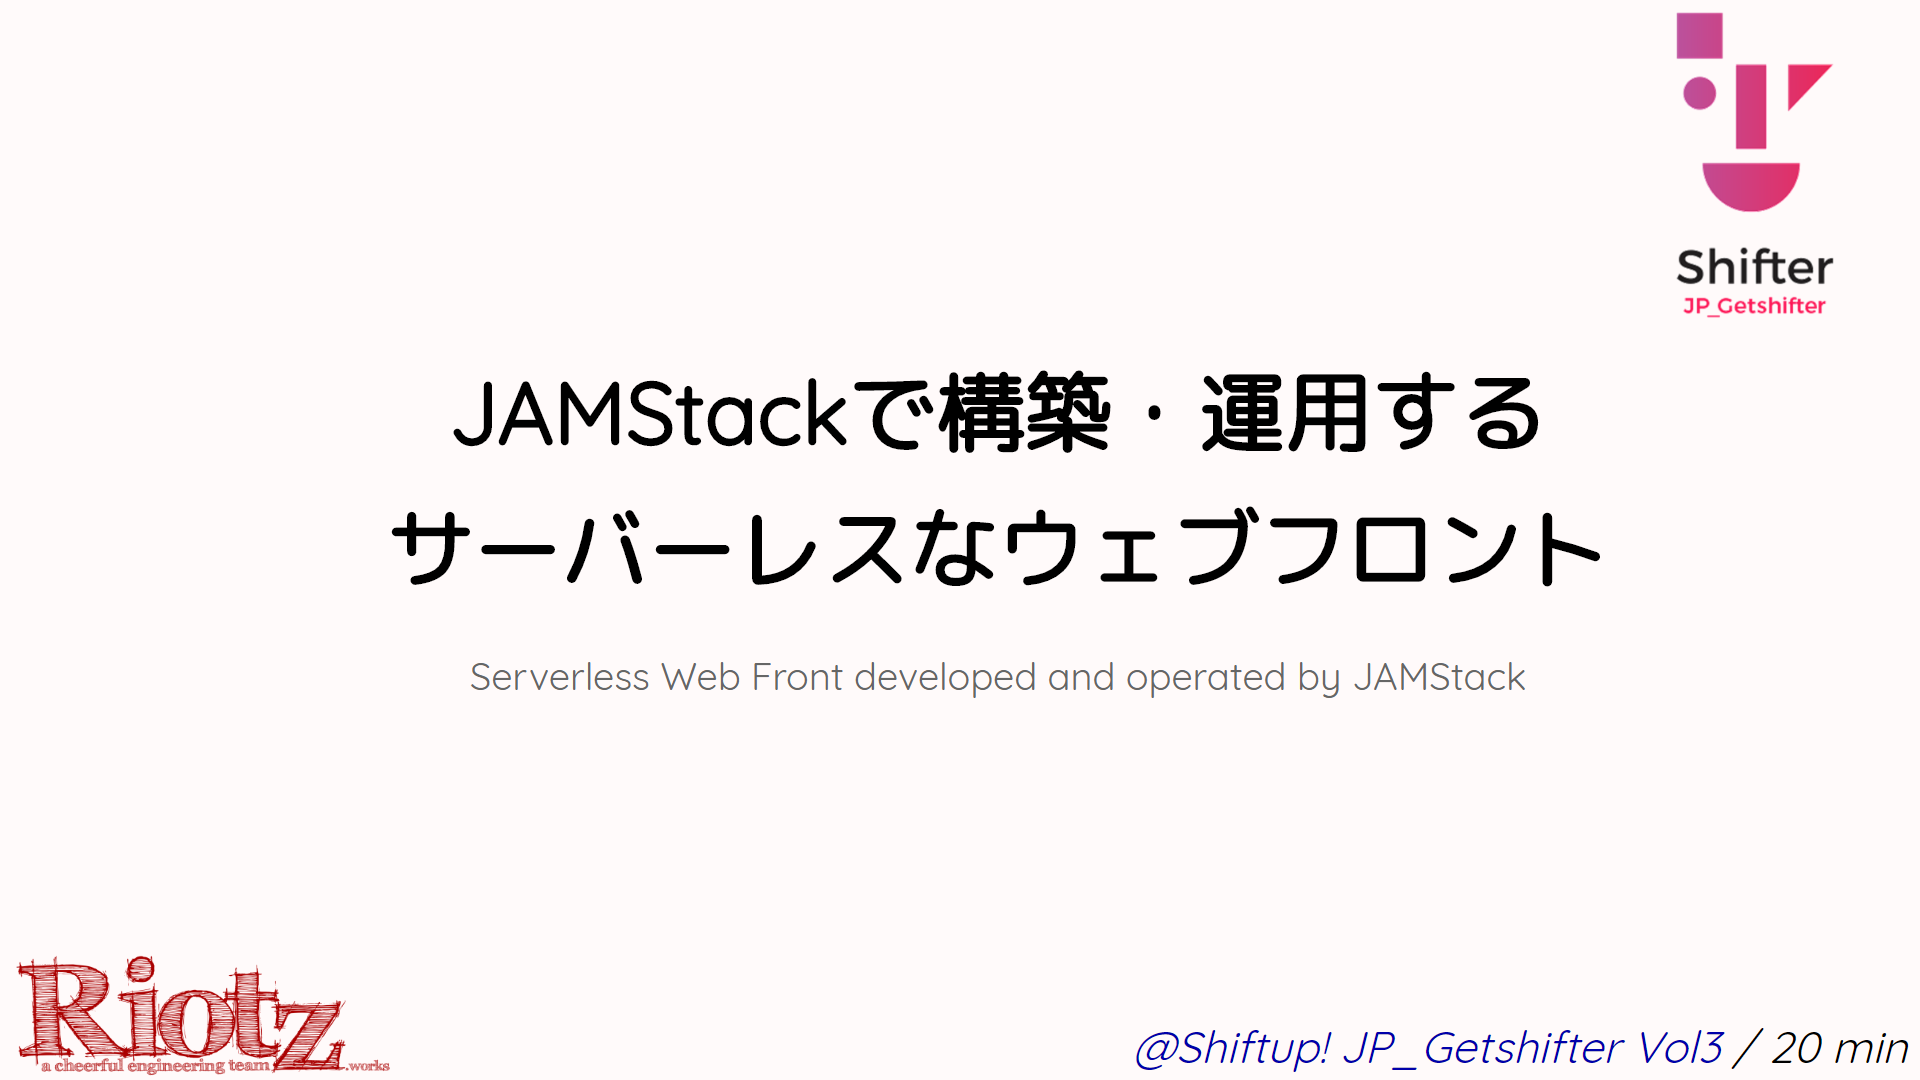 Shifter
JP_Getshifter
JAMStackで構築・運用する
サーバーレスなウェブフロント
Serverless Web Front developed and operated by JAMStack
Riotz
a cheerful engineering team .works
@Shiftup! JP_Getshifter Vol3 / 20 min